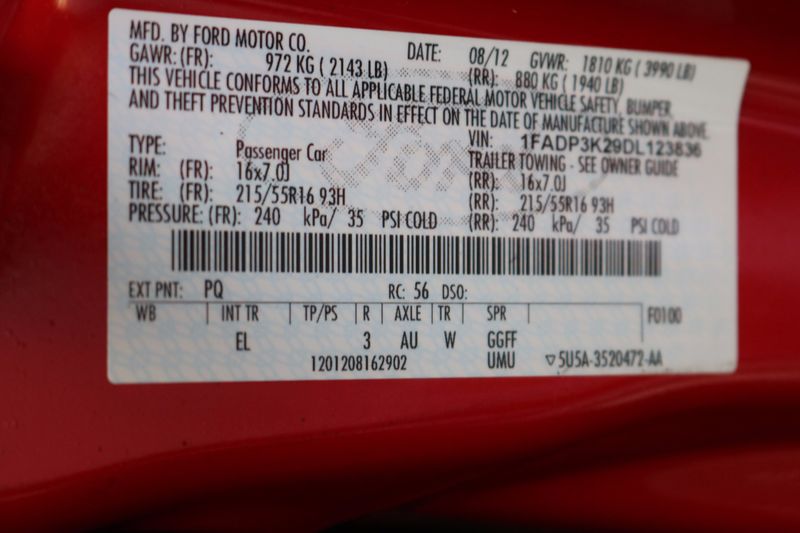 MFD. BY FORD MOTOR CO.
DATE: 08/12 GVWR: 1810 KG ( 3990 LB)
GAWR: (FR): 972 KG ( 2143 LB) (RR): 880 KG ( 1940 LB)
THIS VEHICLE CONFORMS TO ALL APPLICABLE FEDERAL MOTOR VEHICLE SAFETY, BUMPER,
AND THEFT PREVENTION STANDARDS IN EFFECT ON THE DATE OF MANUFACTURE SHOWN ABOVE.
VIN: 1FADP3K29DL123836
TYPE: Passenger Car TRAILER TOWING - SEE OWNER GUIDE
RIM: (FR): 16x7.0J (RR): 16x7.0J
TIRE: (FR): 215/55R16 93H (RR): 215/55R16 93H
PRESSURE: (FR): 240 kPa/ 35 PSI COLD (RR): 240 kPa/ 35 PSI COLD
EXT PNT: PQ RC: 56 DSO:
WB INT TR TP/PS R AXLE TR SPR F0100
EL 3 AU W GGFF
1201208162902 UMU ▽5U5A-3520472-AA